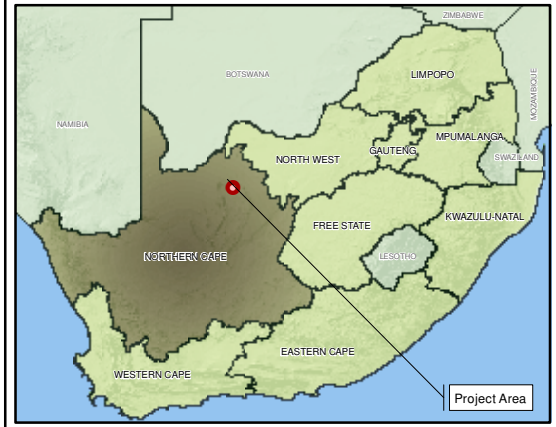 ZIMBABWE
BOTSWANA
LIMPOPO
MOZAMBIQUE
NAMIBIA
MPUMALANGA
GAUTENG
NORTH WEST
SWAZILAND
KWAZULU-NATAL
FREE STATE
LESOTHO
NORTHERN CAPE
EASTERN CAPE
WESTERN CAPE
Project Area